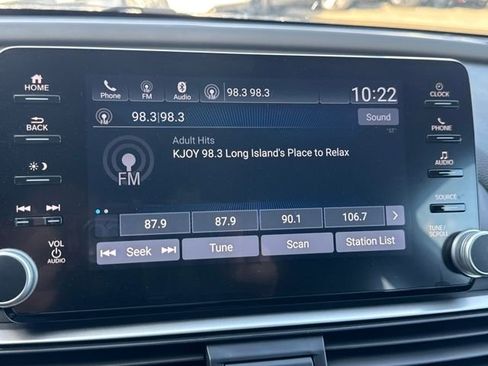 HOME
BACK
VOL
AUDIO
Phone
FM
Audio
98.3|98.3
10:22
98.3|98.3
Sound
"ST"
Adult Hits
KJOY 98.3 Long Island's Place to Relax
FM
87.9
87.9
90.1
106.7
Seek
Tune
Scan
Station List
CLOCK
PHONE
AUDIO
SOURCE
TUNE/
SCROLL